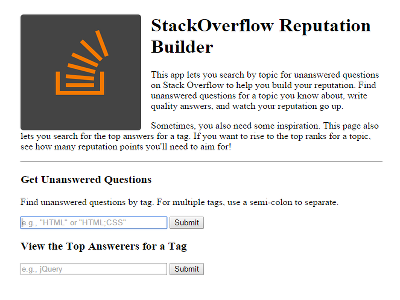 StackOverflow Reputation
Builder
This app lets you search by topic for unanswered questions
on Stack Overflow to help you build your reputation. Find
unanswered questions for a topic you know about, write
quality answers, and watch your reputation go up.
Sometimes, you also need some inspiration. This page also
lets you search for the top answers for a tag. If you want to rise to the top ranks for a topic,
see how many reputation points you'll need to aim for!
Get Unanswered Questions
Find unanswered questions by tag. For multiple tags, use a semi-colon to separate.
e.g., "HTML" or "HTML;CSS" Submit
View the Top Answerers for a Tag
e.g., jQuery Submit